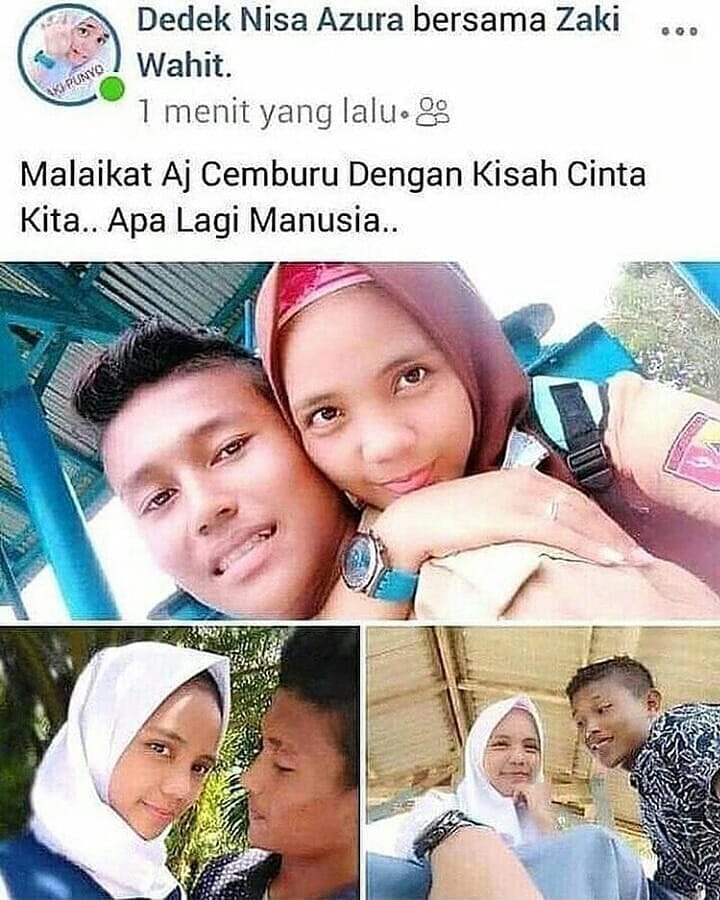 Dedek Nisa Azura bersama Zaki
Wahit.
1 menit yang lalu•
Malaikat Aj Cemburu Dengan Kisah Cinta
Kita.. Apa Lagi Manusia..